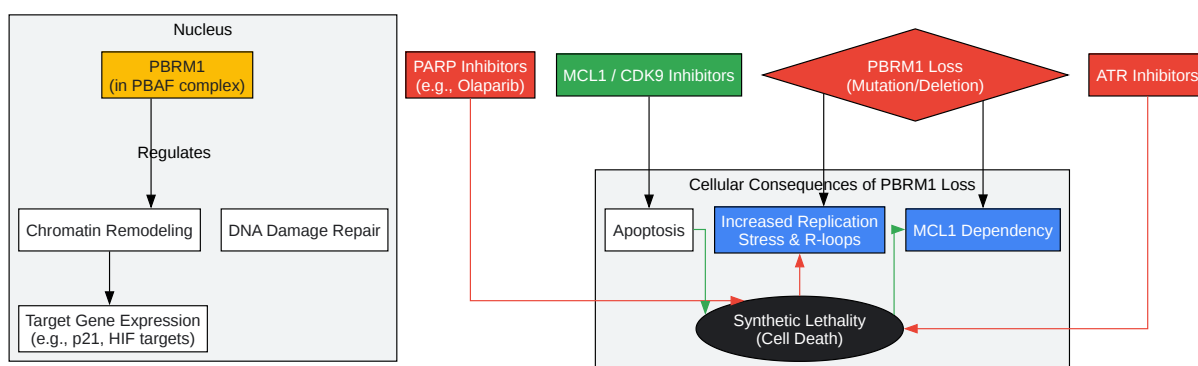 Nucleus
PBRM1
(in PBAF complex)
Regulates
Chromatin Remodeling
DNA Damage Repair
Target Gene Expression
(e.g., p21, HIF targets)
PARP Inhibitors
(e.g., Olaparib)
MCL1 / CDK9 Inhibitors
PBRM1 Loss
(Mutation/Deletion)
ATR Inhibitors
Cellular Consequences of PBRM1 Loss
Apoptosis
Increased Replication
Stress & R-loops
MCL1 Dependency
Synthetic Lethality
(Cell Death)